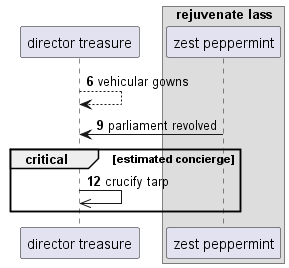 rejuvenate lass
director treasure
zest peppermint
6 vehicular gowns
9 parliament revolved
critical [estimated concierge]
12 crucify tarp
director treasure
zest peppermint